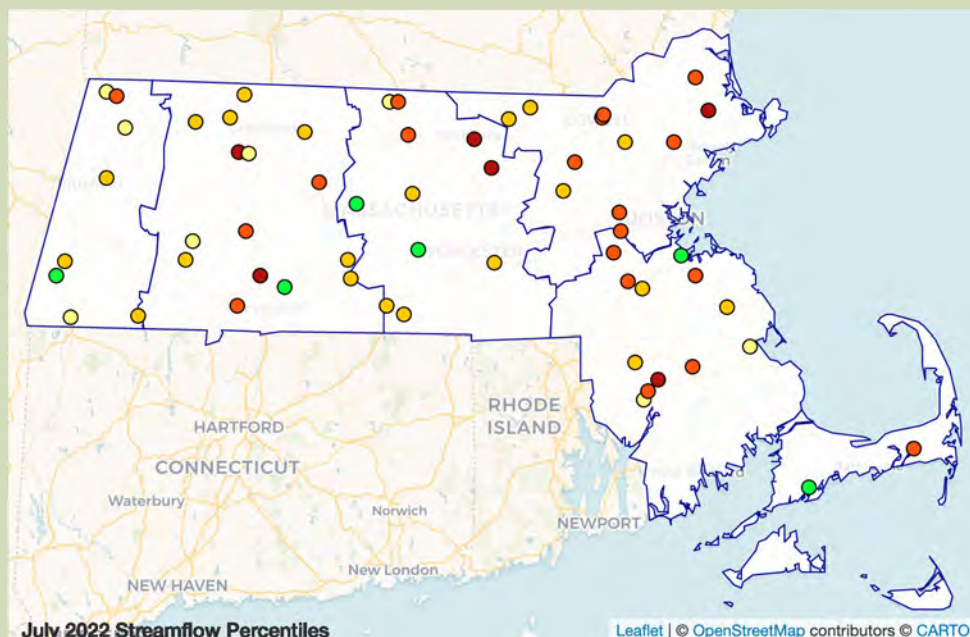 RHODE
ISLAND
HARTFORD
CONNECTICUT
Waterbury
Norwich
NEWPORT
New London
NEW HAVEN
July 2022 Streamflow Percentiles
Leaflet | © OpenStreetMap contributors © CARTO